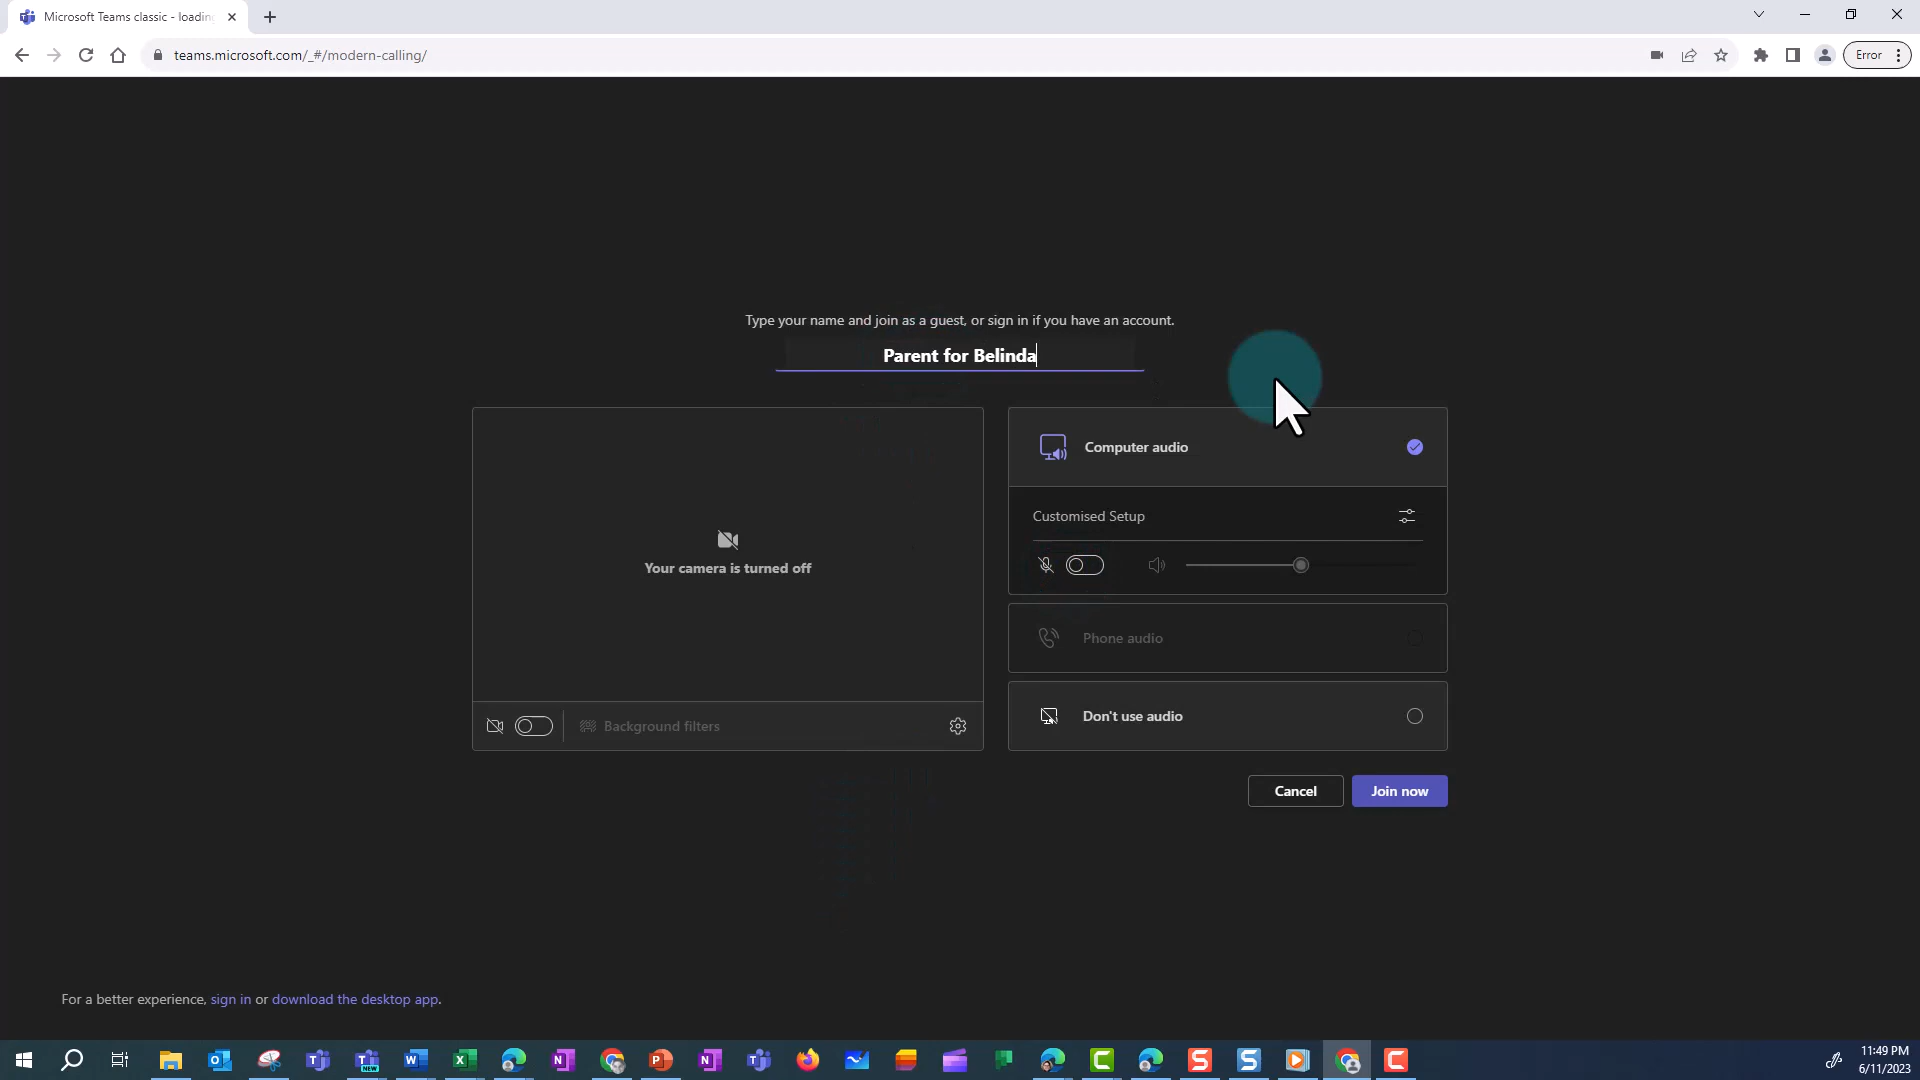 Microsoft Teams classic - loading
teams.microsoft.com/_#/modern-calling/
Error
Type your name and join as a guest, or sign in if you have an account.
Parent for Belinda
Computer audio
Customised Setup
Your camera is turned off
Phone audio
Background filters
Don't use audio
Cancel
Join now
For a better experience, sign in or download the desktop app.
11:49 PM
6/11/2023